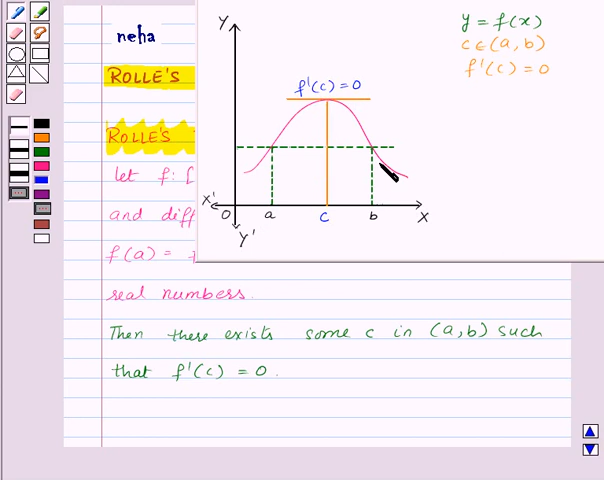 neha
ROLLE'S
ROLLE'S
let f: [
and diff
f(a) =
real numbers.
Then there exists some c in (a,b) such
that f'(c) = 0.
Y
y = f(x)
c∈(a,b)
f'(c) = 0
f'(c) = 0
X'
O
a
c
b
X
Y'